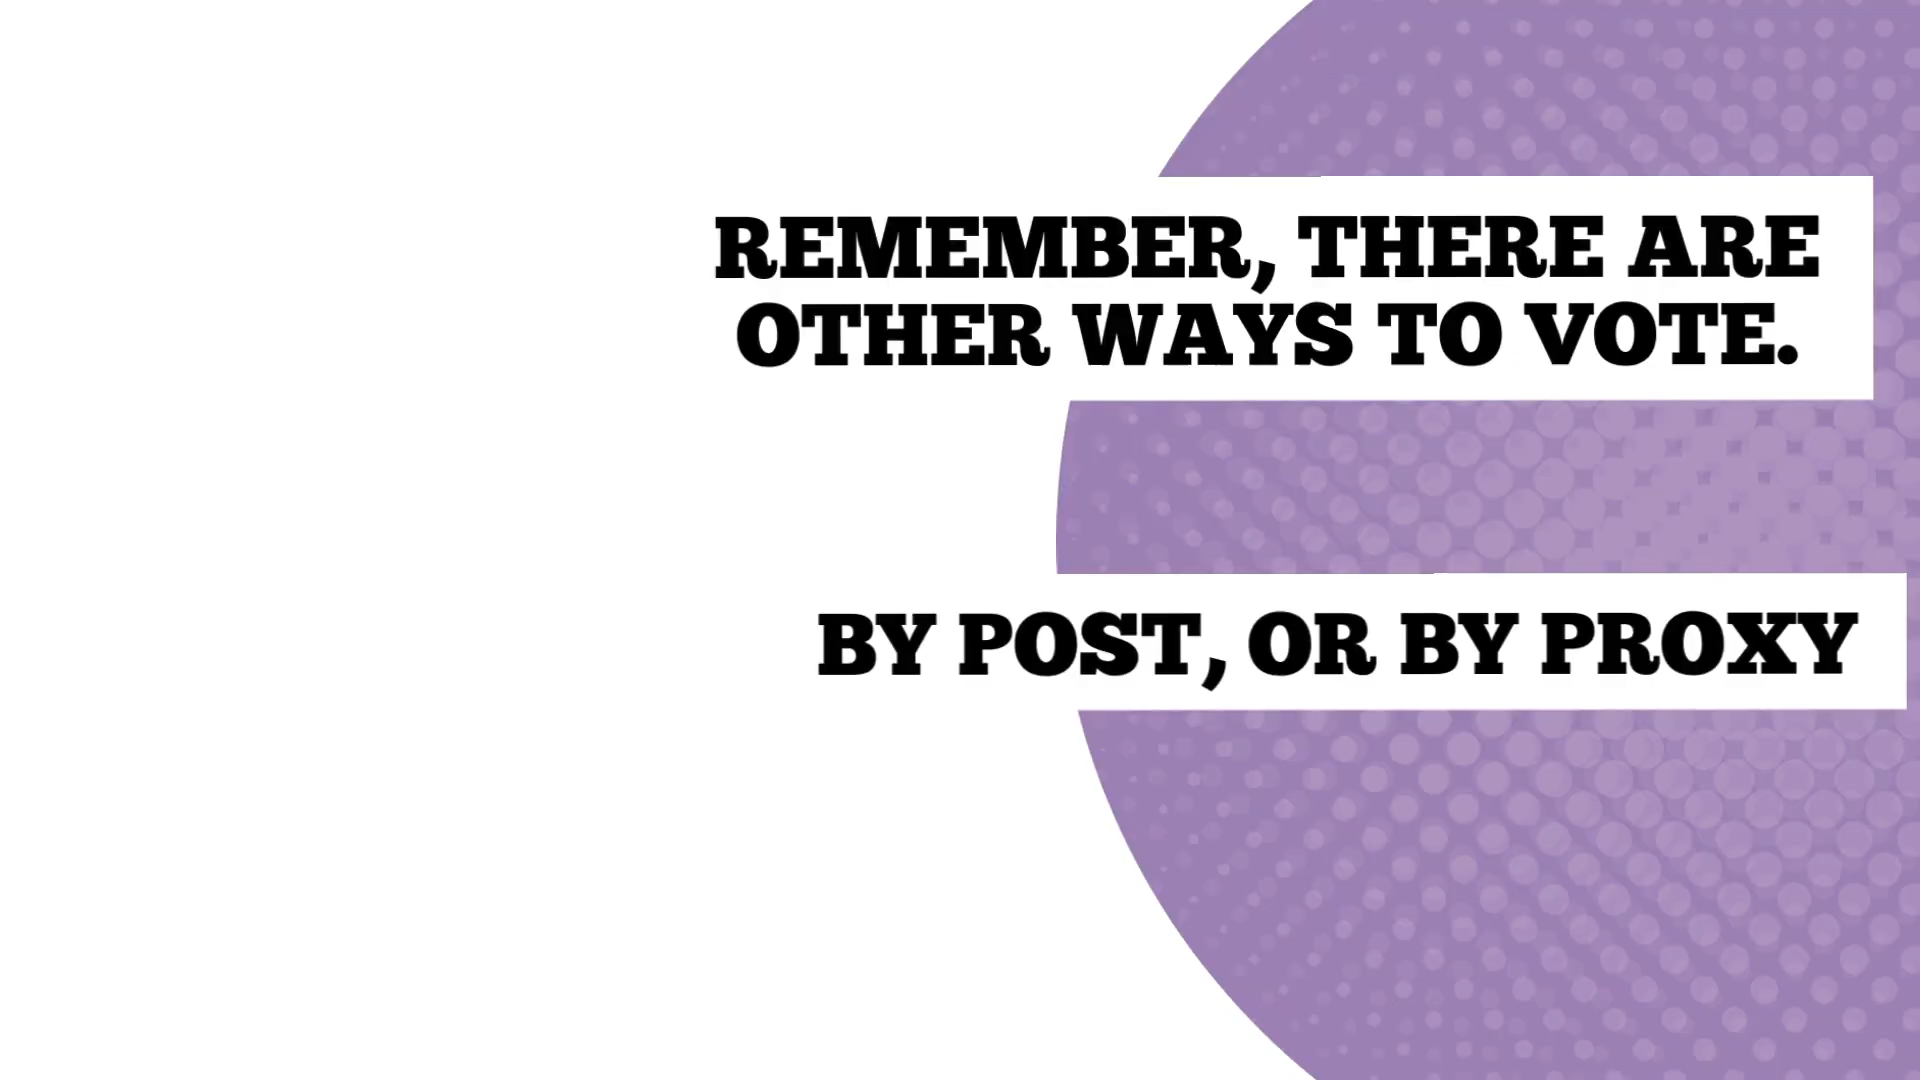 REMEMBER, THERE ARE
OTHER WAYS TO VOTE.
BY POST, OR BY PROXY